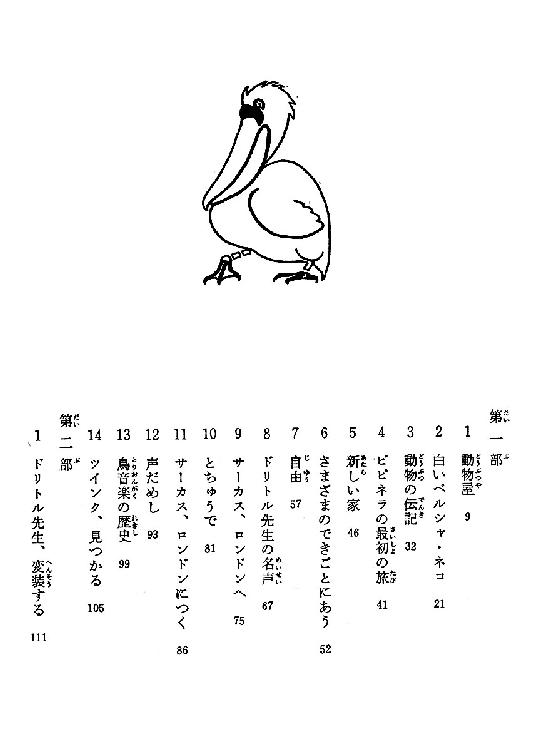 第一部
1 動物屋 9
2 白いペルシャ・ネコ 21
3 動物の伝記 32
4 ピピネラの最初の旅 41
5 新しい家 46
6 さまざまのできごとにあう 52
7 自由 57
8 ドリトル先生の名声 67
9 サーカス、ロンドンへ 75
10 とちゅうで 81
11 サーカス、ロンドンにつく 86
12 声だめし 93
13 鳥音楽の歴史 99
14 ツインク、見つかる 105
第二部
1 ドリトル先生、変装する 111